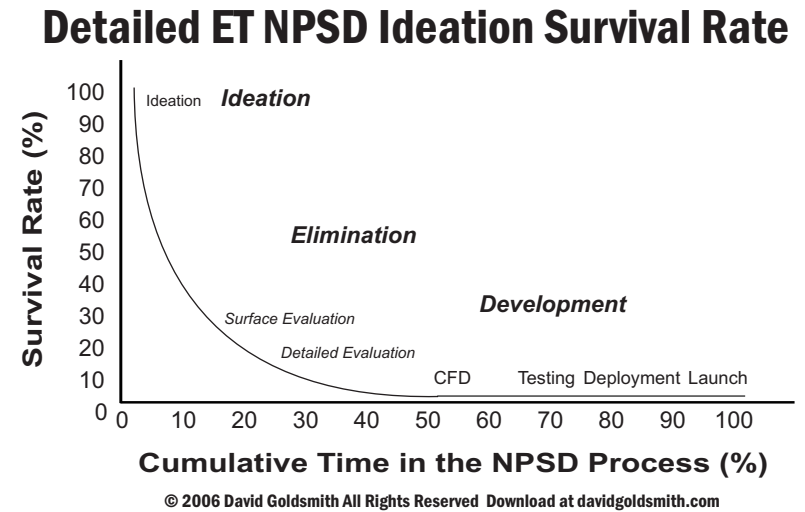 Detailed ET NPSD Ideation Survival Rate
Survival Rate (%)
100
90
80
70
60
50
40
30
20
10
0
Ideation Ideation
Elimination
Development
Surface Evaluation
Detailed Evaluation
CFD Testing Deployment Launch
0 10 20 30 40 50 60 70 80 90 100
Cumulative Time in the NPSD Process (%)
© 2006 David Goldsmith All Rights Reserved Download at davidgoldsmith.com